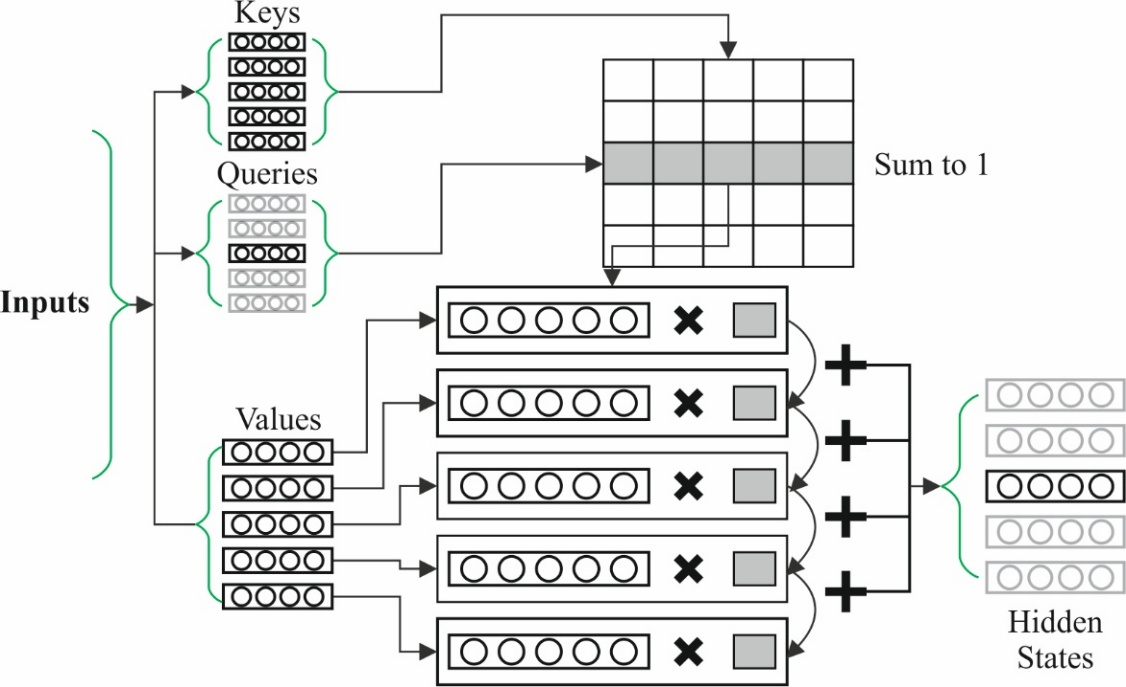 Keys
Queries
Sum to 1
Inputs
Values
Hidden
States